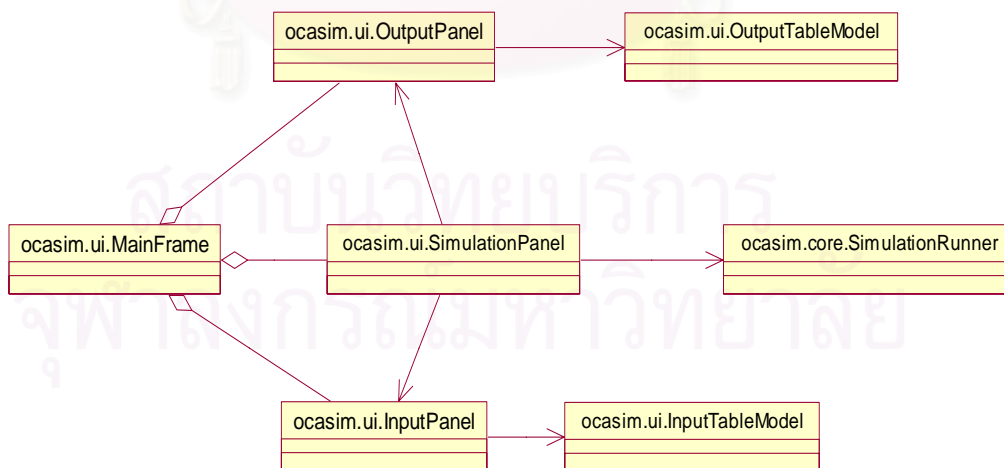 ocasim.ui.OutputPanel
ocasim.ui.OutputTableModel
สถาบันวิทยบริการ
ocasim.ui.MainFrame
ocasim.ui.SimulationPanel
ocasim.core.SimulationRunner
จุฬาลงกรณ์มหาวิทยาลัย
ocasim.ui.InputPanel
ocasim.ui.InputTableModel